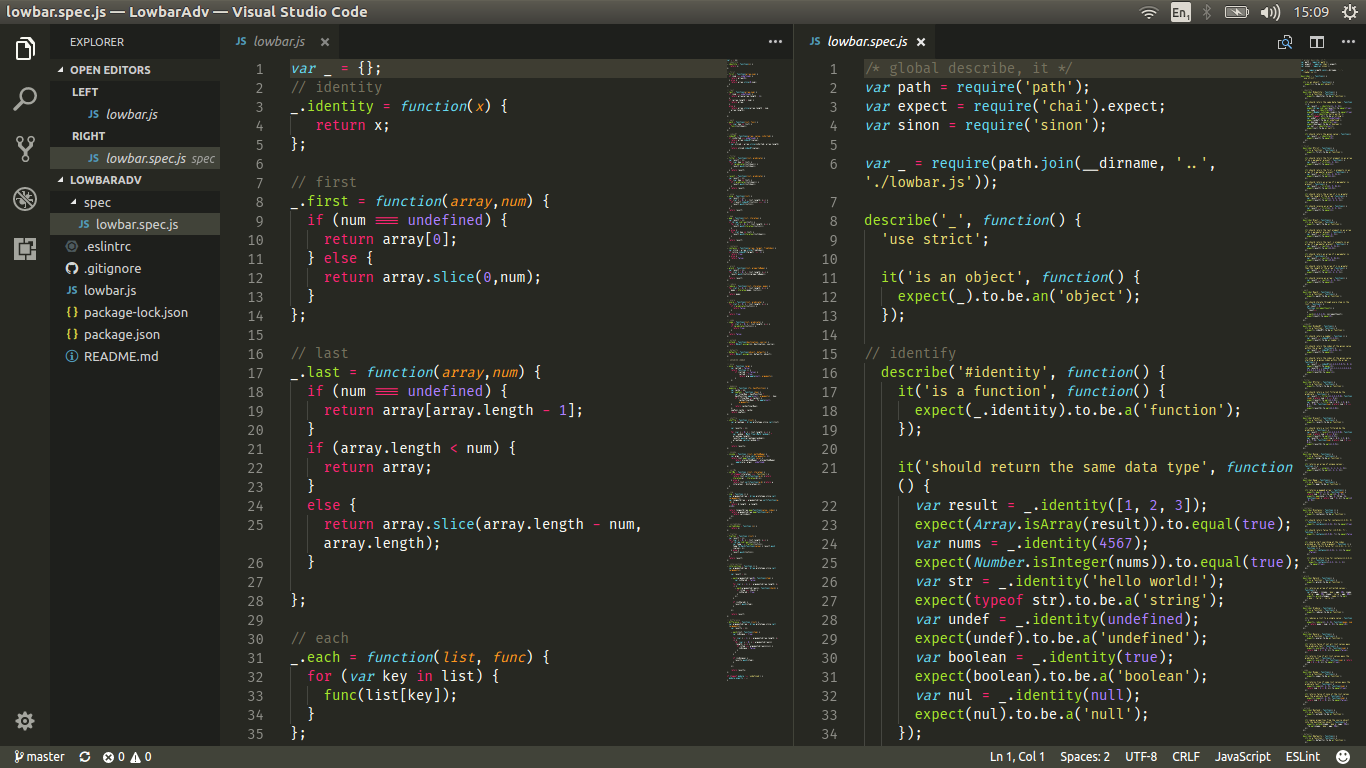 lowbar.spec.js — LowbarAdv — Visual Studio Code
En1
15:09
EXPLORER
OPEN EDITORS
LEFT
JS lowbar.js
RIGHT
JS lowbar.spec.js spec
LOWBARADV
spec
JS lowbar.spec.js
.eslintrc
.gitignore
JS lowbar.js
{} package-lock.json
{} package.json
README.md
JS lowbar.js ×
1 var _ = {};
2 // identity
3 _.identity = function(x) {
4 return x;
5 };
6
7 // first
8 _.first = function(array,num) {
9 if (num === undefined) {
10 return array[0];
11 } else {
12 return array.slice(0,num);
13 }
14 };
15
16 // last
17 _.last = function(array,num) {
18 if (num === undefined) {
19 return array[array.length - 1];
20 }
21 if (array.length < num) {
22 return array;
23 }
24 else {
25 return array.slice(array.length - num,
array.length);
26 }
27
28 };
29
30 // each
31 _.each = function(list, func) {
32 for (var key in list) {
33 func(list[key]);
34 }
35 };
JS lowbar.spec.js ×
1 /* global describe, it */
2 var path = require('path');
3 var expect = require('chai').expect;
4 var sinon = require('sinon');
5
6 var _ = require(path.join(__dirname, '..',
'./lowbar.js'));
7
8 describe('_', function() {
9 'use strict';
10
11 it('is an object', function() {
12 expect(_).to.be.an('object');
13 });
14
15 // identify
16 describe('#identity', function() {
17 it('is a function', function() {
18 expect(_.identity).to.be.a('function');
19 });
20
21 it('should return the same data type', function
() {
22 var result = _.identity([1, 2, 3]);
23 expect(Array.isArray(result)).to.equal(true);
24 var nums = _.identity(4567);
25 expect(Number.isInteger(nums)).to.equal(true);
26 var str = _.identity('hello world!');
27 expect(typeof str).to.be.a('string');
28 var undef = _.identity(undefined);
29 expect(undef).to.be.a('undefined');
30 var boolean = _.identity(true);
31 expect(boolean).to.be.a('boolean');
32 var nul = _.identity(null);
33 expect(nul).to.be.a('null');
34 });
master
0 0
Ln 1, Col 1
Spaces: 2
UTF-8
CRLF
JavaScript
ESLint